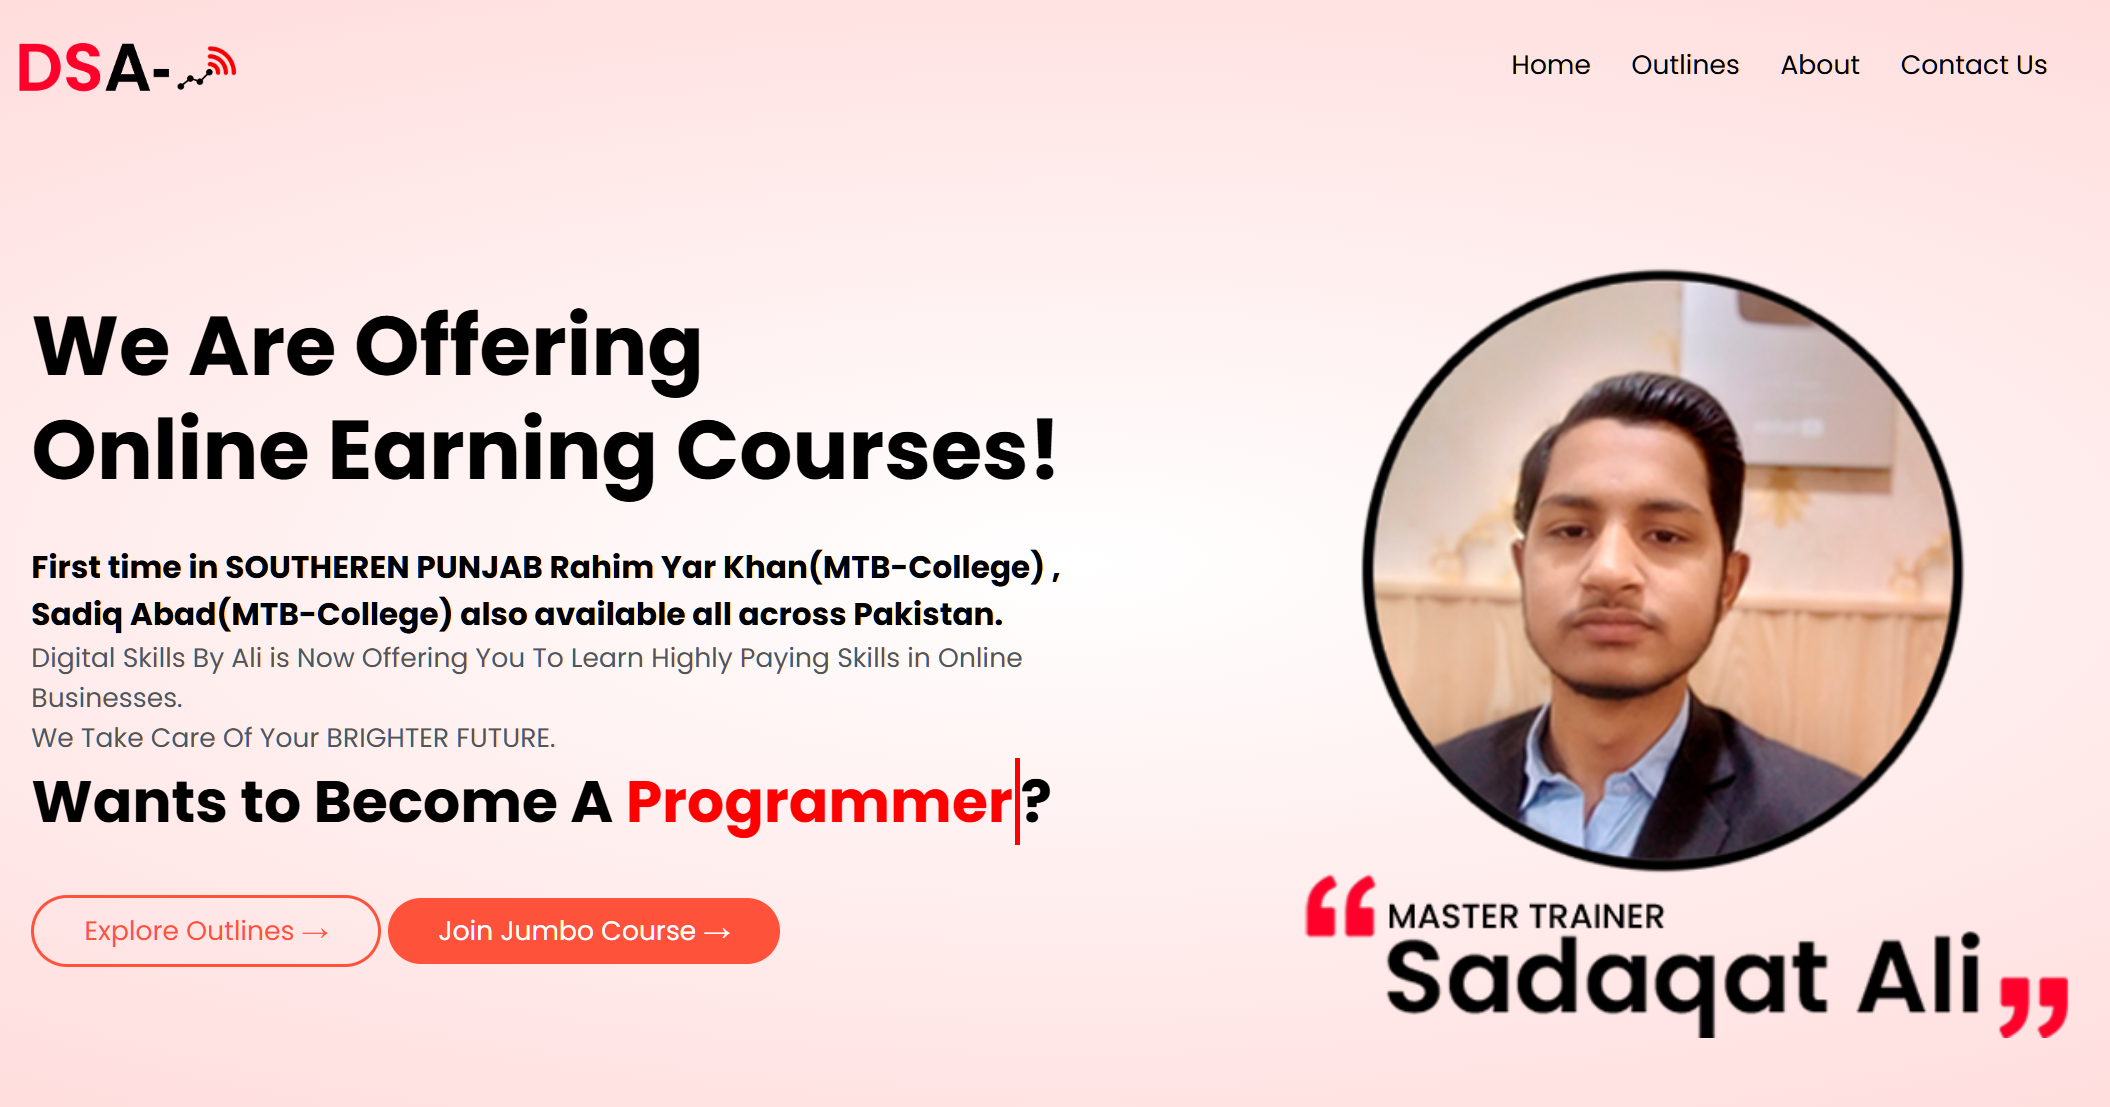 DSA-
Home Outlines About Contact Us
We Are Offering
Online Earning Courses!
First time in SOUTHEREN PUNJAB Rahim Yar Khan(MTB-College) ,
Sadiq Abad(MTB-College) also available all across Pakistan.
Digital Skills By Ali is Now Offering You To Learn Highly Paying Skills in Online
Businesses.
We Take Care Of Your BRIGHTER FUTURE.
Wants to Become A Programmer?
Explore Outlines →
Join Jumbo Course →
“ MASTER TRAINER
Sadaqat Ali ”